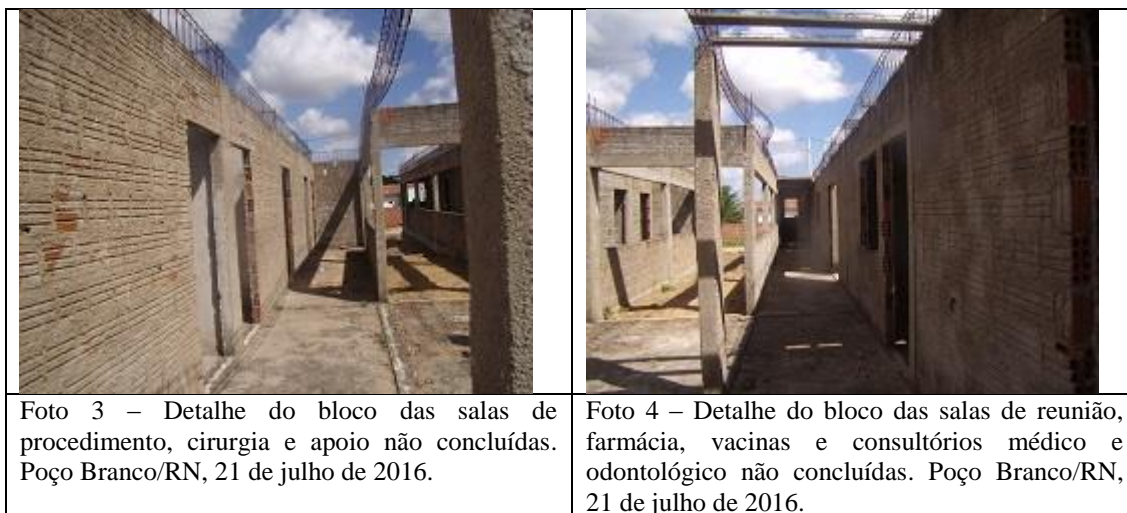 Foto 3 – Detalhe do bloco das salas de
procedimento, cirurgia e apoio não concluídas.
Poço Branco/RN, 21 de julho de 2016.
Foto 4 – Detalhe do bloco das salas de reunião,
farmácia, vacinas e consultórios médico e
odontológico não concluídas. Poço Branco/RN,
21 de julho de 2016.